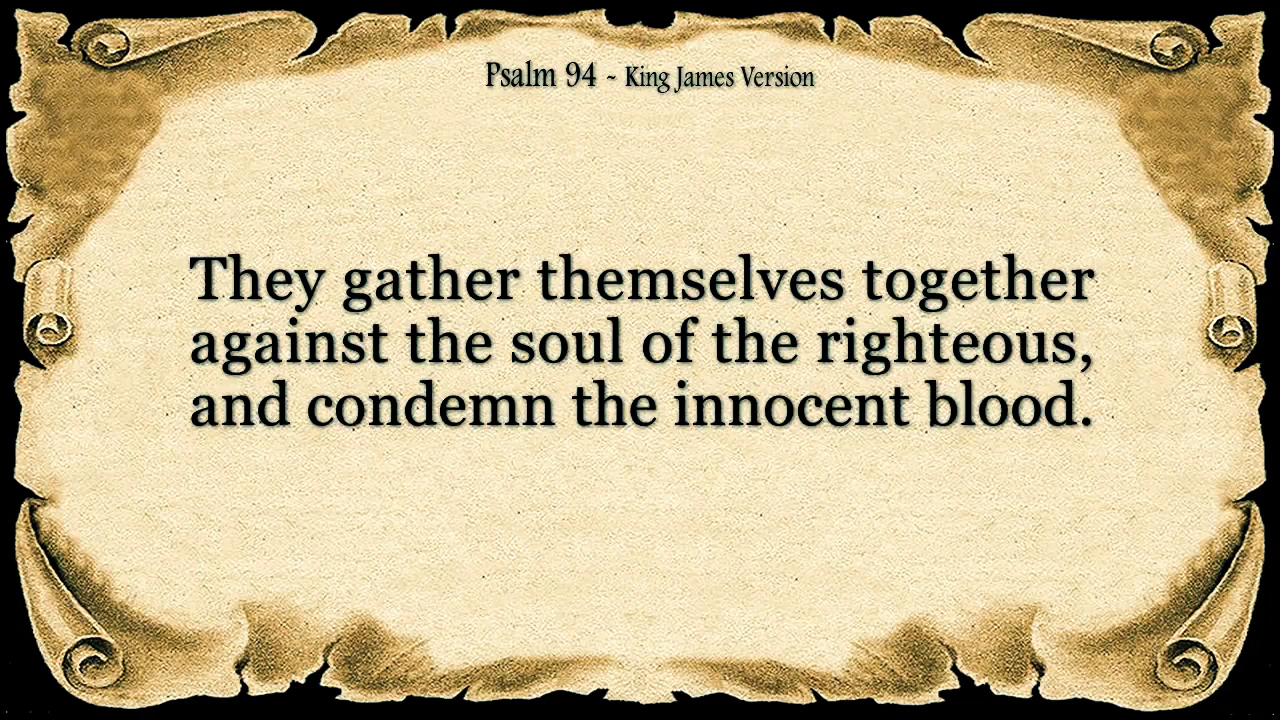 Psalm 94 ~ King James Version
They gather themselves together
against the soul of the righteous,
and condemn the innocent blood.